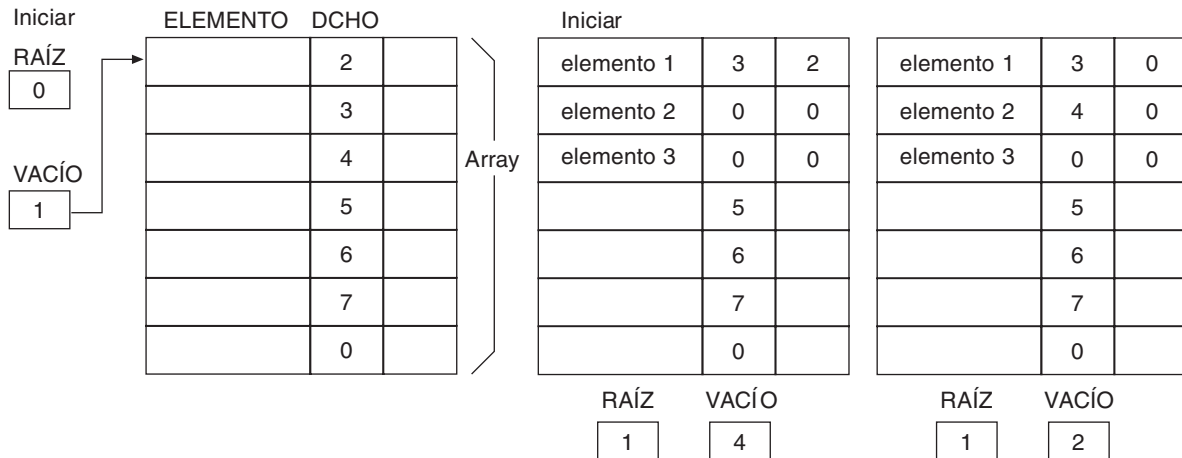 Iniciar
RAÍZ
0
VACÍO
1
ELEMENTO DCHO
2
3
4
5
6
7
0
Array
Iniciar
elemento 1 3 2
elemento 2 0 0
elemento 3 0 0
5
6
7
0
RAÍZ VACÍO
1 4
elemento 1 3 0
elemento 2 4 0
elemento 3 0 0
5
6
7
0
RAÍZ VACÍO
1 2